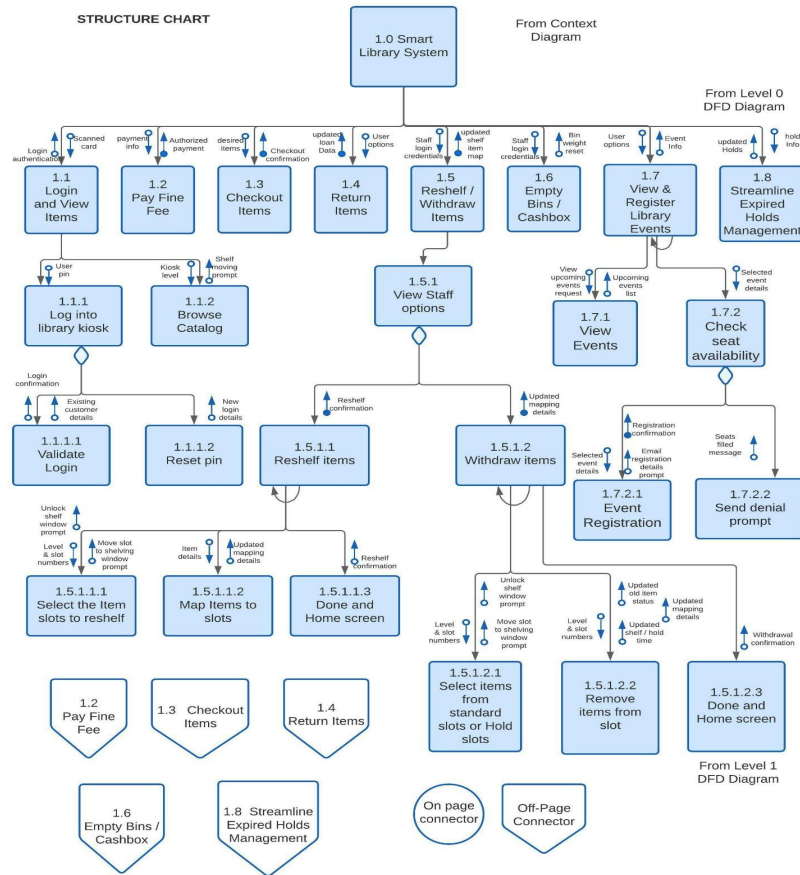 STRUCTURE CHART
From Context
Diagram
1.0 Smart
Library System
From Level 0
DFD Diagram
Login
authentication
Scanned
card
payment
info
Authorized
payment
desired
items
Checkout
confirmation
updated
loan
Data
User
options
Staff
login
credentials
updated
shelf
item
map
Staff
login
credentials
Bin
weight
reset
User
options
Event
Info
updated
Holds
hold
Info
1.1
Login
and View
Items
1.2
Pay Fine
Fee
1.3
Checkout
Items
1.4
Return
Items
1.5
Reshelf /
Withdraw
Items
1.6
Empty
Bins /
Cashbox
1.7
View &
Register
Library
Events
1.8
Streamline
Expired
Holds
Management
User
pin
Kiosk
level
Shelf
moving
prompt
View
upcoming
events
request
Upcoming
events
list
Selected
event
details
1.1.1
Log into
library kiosk
1.1.2
Browse
Catalog
1.5.1
View Staff
options
1.7.1
View
Events
1.7.2
Check
seat
availability
Login
confirmation
Existing
customer
details
New
login
details
Reshelf
confirmation
Updated
mapping
details
Registration
confirmation
Selected
event
details
Email
registration
details
prompt
Seats
filled
message
1.1.1.1
Validate
Login
1.1.1.2
Reset pin
1.5.1.1
Reshelf items
1.5.1.2
Withdraw items
1.7.2.1
Event
Registration
1.7.2.2
Send denial
prompt
Unlock
shelf
window
prompt
Level
& slot
numbers
Move slot
to shelving
window
prompt
Item
details
Updated
mapping
details
Reshelf
confirmation
1.5.1.1.1
Select the Item
slots to reshelf
1.5.1.1.2
Map Items to
slots
1.5.1.1.3
Done and
Home screen
Unlock
shelf
window
prompt
Level
& slot
numbers
Move slot
to shelving
window
prompt
Updated
old item
status
Level
& slot
numbers
Updated
shelf / hold
time
Updated
mapping
details
Withdrawal
confirmation
1.5.1.2.1
Select items
from
standard
slots or Hold
slots
1.5.1.2.2
Remove
items from
slot
1.5.1.2.3
Done and
Home screen
From Level 1
DFD Diagram
1.2
Pay Fine
Fee
1.3 Checkout
Items
1.4
Return Items
1.6
Empty Bins /
Cashbox
1.8 Streamline
Expired Holds
Management
On page
connector
Off-Page
Connector